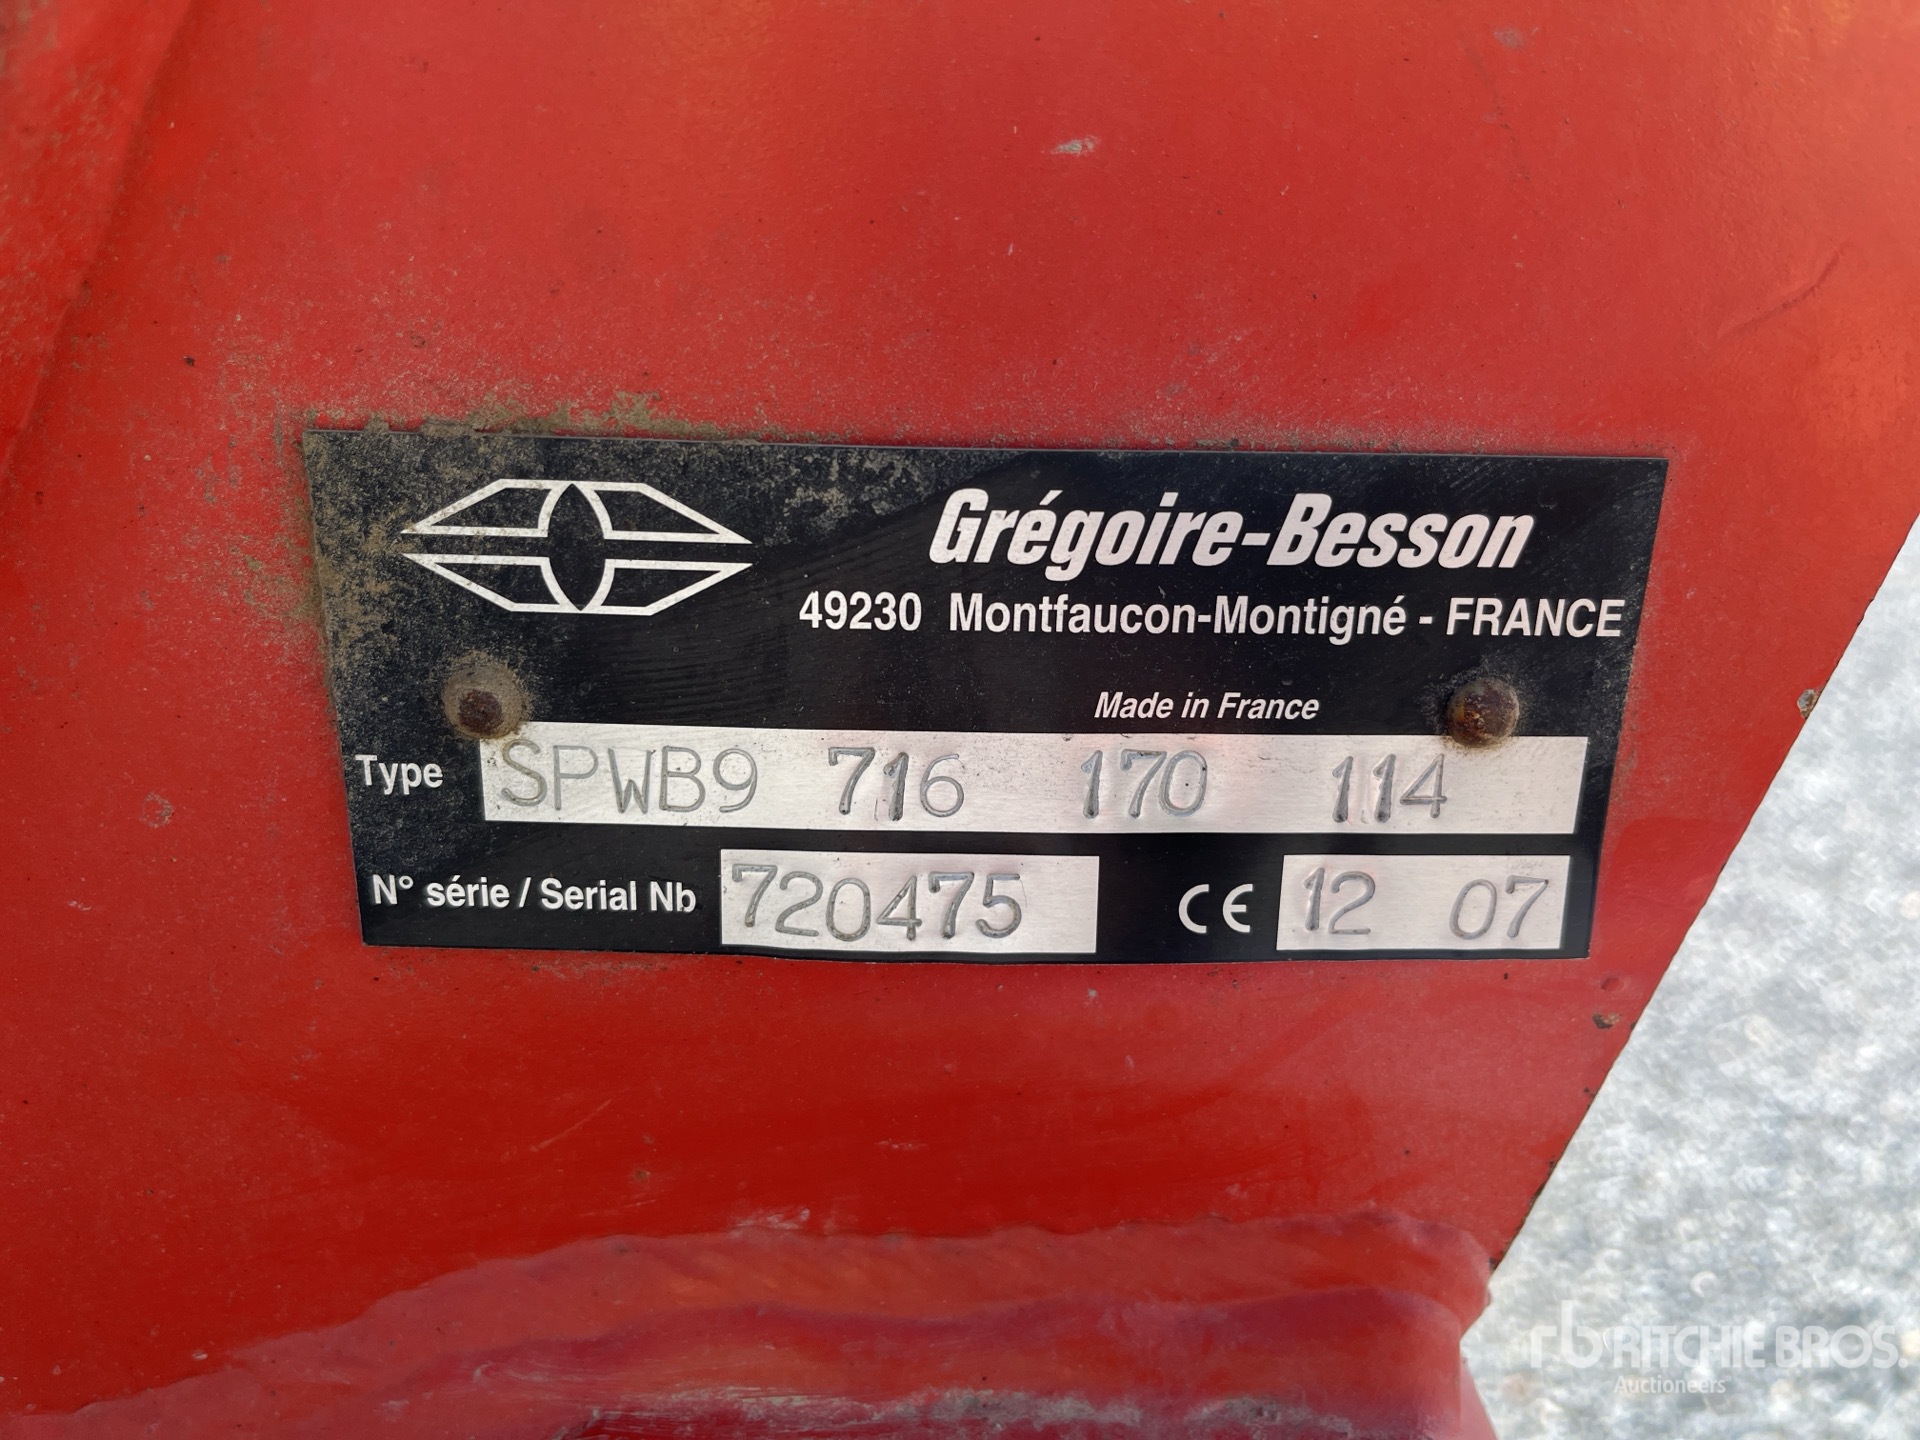 Grégoire-Besson
49230 Montfaucon-Montigné - FRANCE
Made in France
Type SPWB9 716 170 114
N° série / Serial Nb 720475 CE 12 07
rb RITCHIE BROS.
Auctioneers